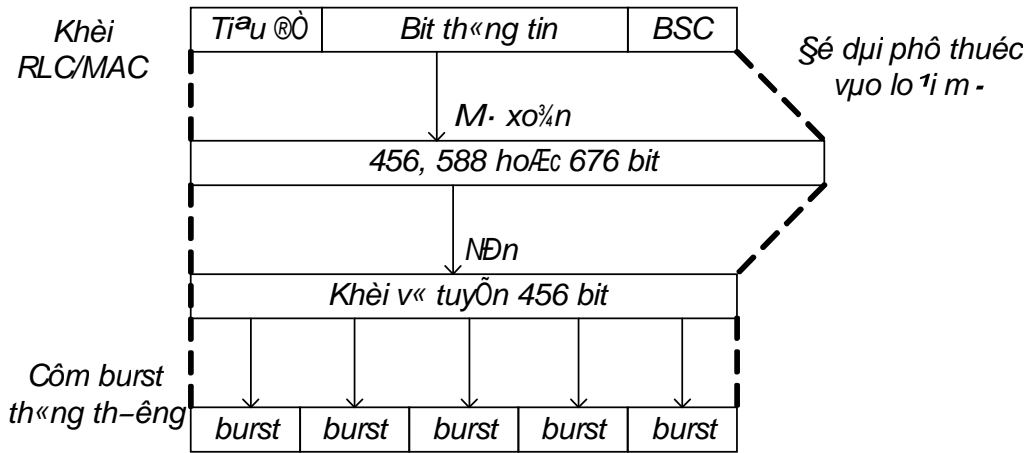 Khèi
RLC/MAC
Tiªu ®Ò
Bit th«ng tin
BSC
§é dµi phô thuéc
vµo lo¹i m·
M· xo¾n
456, 588 hoÆc 676 bit
NÐn
Khèi v« tuyÕn 456 bit
Côm burst
th«ng th­êng
burst
burst
burst
burst
burst